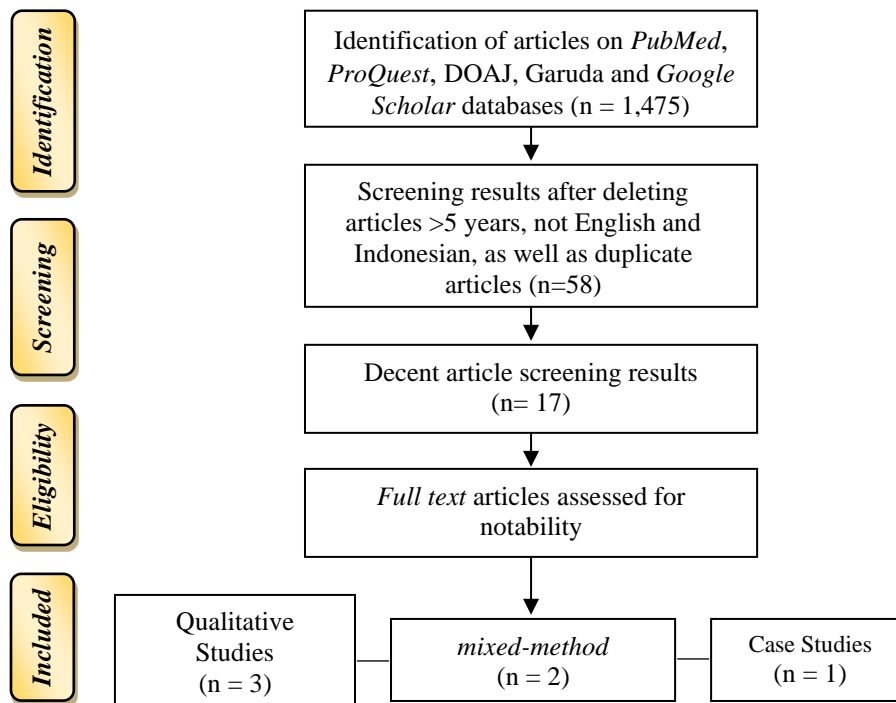 Identification
Identification of articles on PubMed,
ProQuest, DOAJ, Garuda and Google
Scholar databases (n = 1,475)
Screening
Screening results after deleting
articles >5 years, not English and
Indonesian, as well as duplicate
articles (n=58)
Decent article screening results
(n= 17)
Eligibility
Full text articles assessed for
notability
Included
Qualitative
Studies
(n = 3)
mixed-method
(n = 2)
Case Studies
(n = 1)